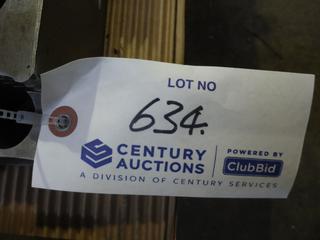 LOT NO
634.
CENTURY AUCTIONS
POWERED BY
ClubBid
A DIVISION OF CENTURY SERVICES